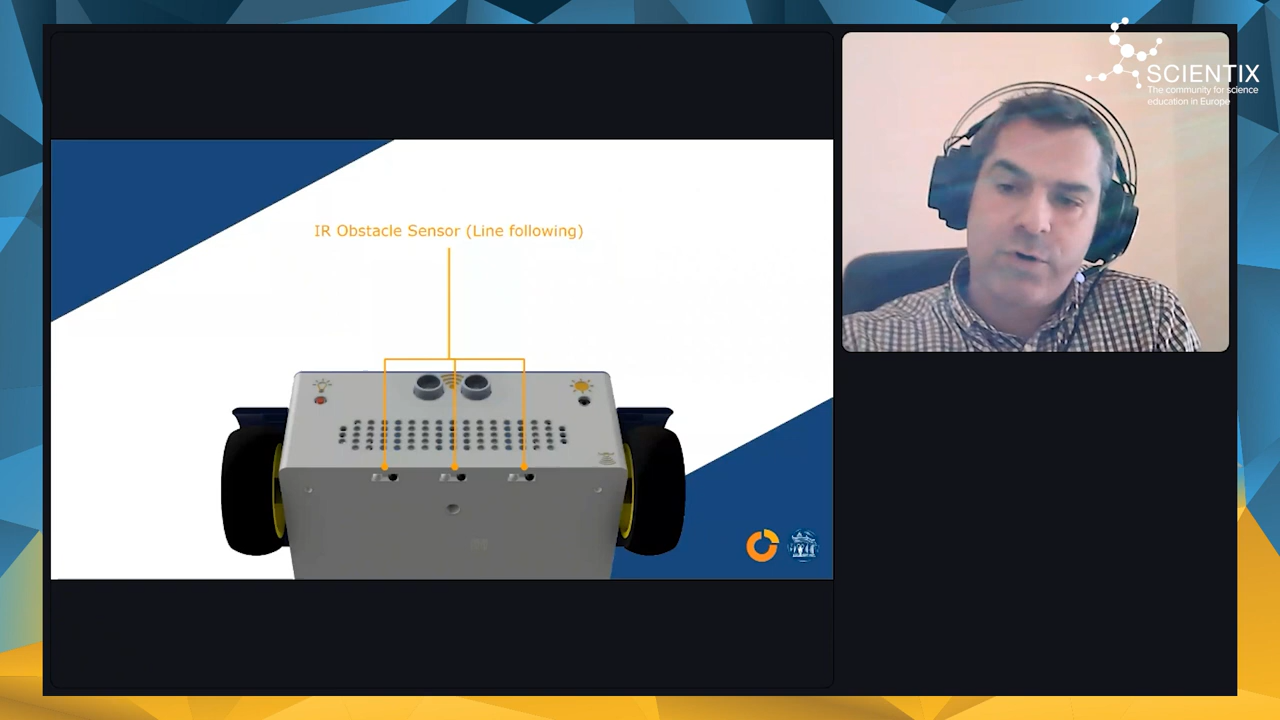 SCIENTIX
The community for science
education in Europe
IR Obstacle Sensor (Line following)